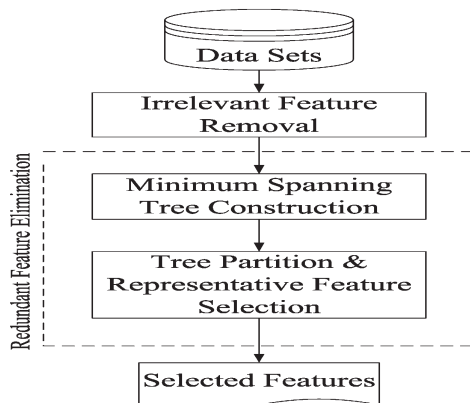 Data Sets
Irrelevant Feature
Removal
Redundant Feature Elimination
Minimum Spanning
Tree Construction
Tree Partition &
Representative Feature
Selection
Selected Features